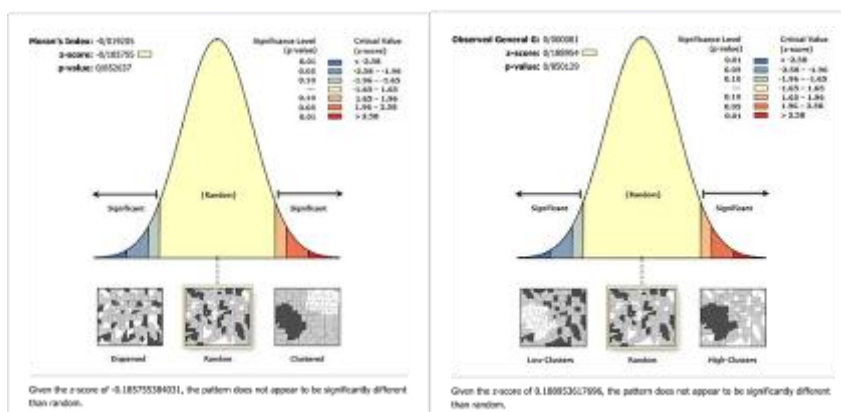 Moran's Index: -0/019205
z-score: -0/185755
p-value: 0/852637
Significance Level
(p-value)
0.01
0.05
0.10
—
0.10
0.05
0.01
Critical Value
(z-score)
< -2.58
-2.58 – -1.96
-1.96 – -1.65
-1.65 – 1.65
1.65 – 1.96
1.96 – 2.58
> 2.58
(Random)
Significant
Significant
Dispersed
Random
Clustered
Given the z-score of -0.185755384031, the pattern does not appear to be significantly different
than random.
Observed General G: 0/000081
z-score: 0/188954
p-value: 0/850129
Significance Level
(p-value)
0.01
0.05
0.10
—
0.10
0.05
0.01
Critical Value
(z-score)
< -2.58
-2.58 – -1.96
-1.96 – -1.65
-1.65 – 1.65
1.65 – 1.96
1.96 – 2.58
> 2.58
(Random)
Significant
Significant
Low-Clusters
Random
High-Clusters
Given the z-score of 0.188953617696, the pattern does not appear to be significantly different
than random.